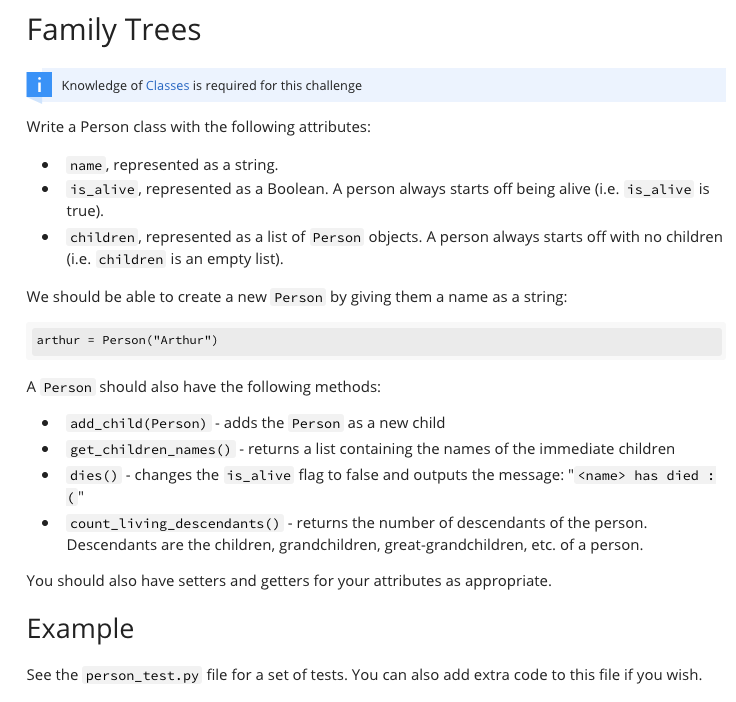 Family Trees
i Knowledge of Classes is required for this challenge
Write a Person class with the following attributes:
• name, represented as a string.
• is_alive, represented as a Boolean. A person always starts off being alive (i.e. is_alive is
true).
• children, represented as a list of Person objects. A person always starts off with no children
(i.e. children is an empty list).
We should be able to create a new Person by giving them a name as a string:
arthur = Person("Arthur")
A Person should also have the following methods:
• add_child(Person) - adds the Person as a new child
• get_children_names() - returns a list containing the names of the immediate children
• dies() - changes the is_alive flag to false and outputs the message: "<name> has died :
("
• count_living_descendants() - returns the number of descendants of the person.
Descendants are the children, grandchildren, great-grandchildren, etc. of a person.
You should also have setters and getters for your attributes as appropriate.
Example
See the person_test.py file for a set of tests. You can also add extra code to this file if you wish.